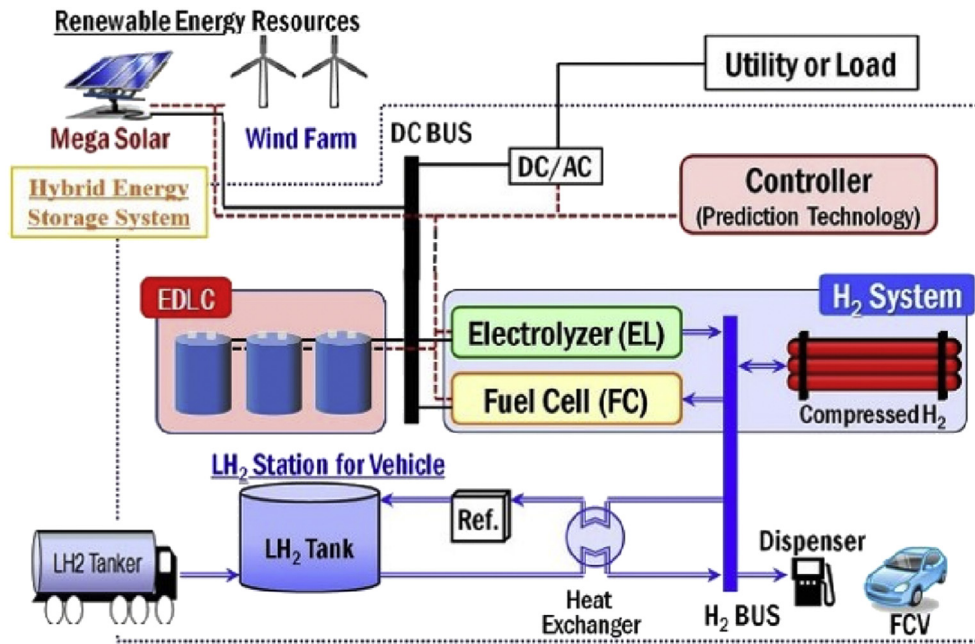 Renewable Energy Resources
Utility or Load
Mega Solar
Wind Farm
DC BUS
DC/AC
Hybrid Energy
Storage System
Controller
(Prediction Technology)
EDLC
H₂ System
Electrolyzer (EL)
Fuel Cell (FC)
Compressed H₂
LH₂ Station for Vehicle
LH₂ Tank
Ref.
LH2 Tanker
Heat
Exchanger
H₂ BUS
Dispenser
FCV